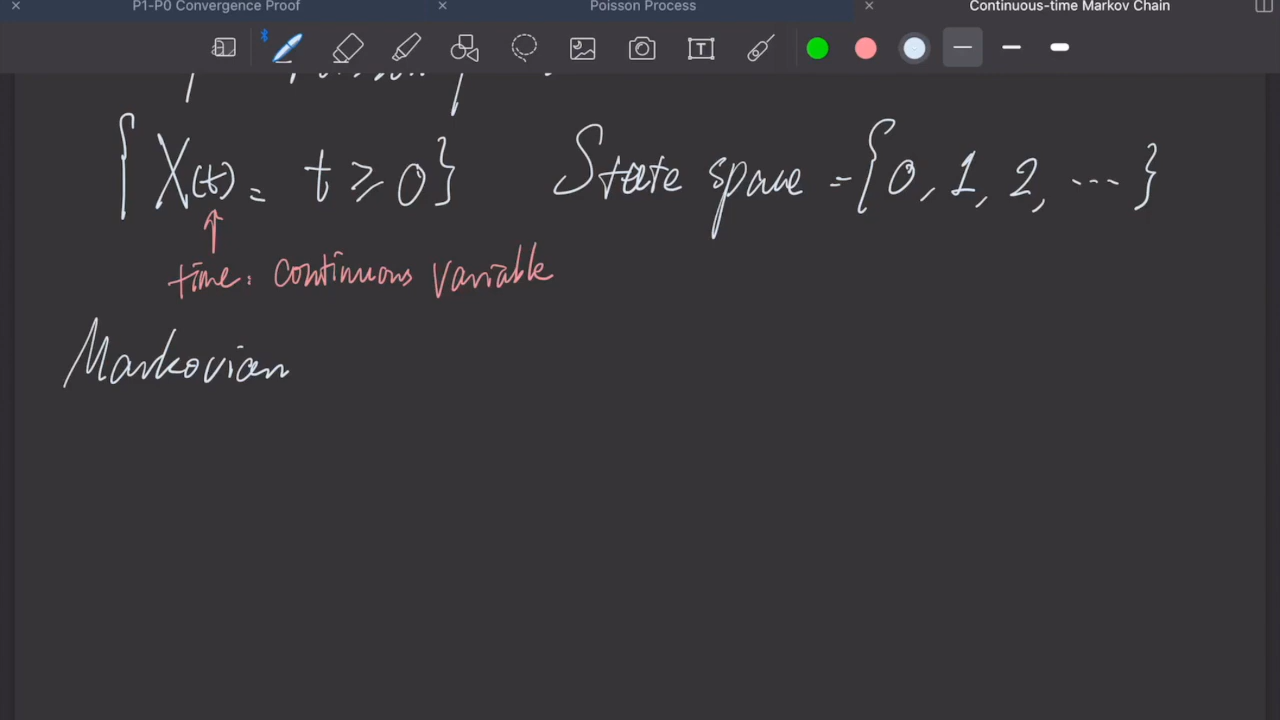 P1-P0 Convergence Proof Poisson Process Continuous-time Markov Chain
T
{X(t) = t ≥ 0} State space = {0, 1, 2, ...}
time: continuous variable
Markovian